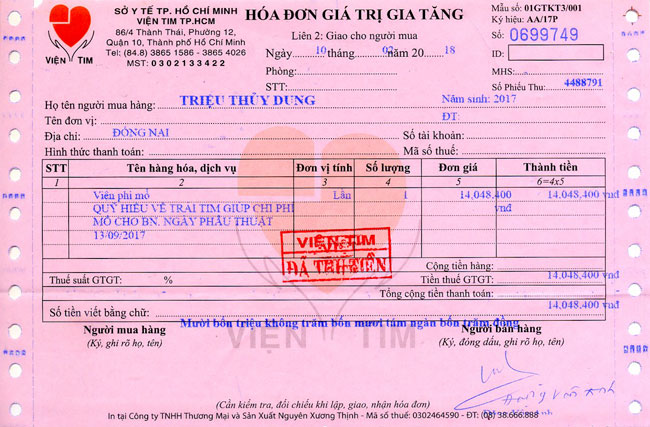 SỞ Y TẾ TP. HỒ CHÍ MINH
VIỆN TIM TP.HCM
86/4 Thành Thái, Phường 12,
Quận 10, Thành phố Hồ Chí Minh
Tel: (84.8) 3865 1586 - 3865 4026
MST: 0302133422
VIỆN TIM
HÓA ĐƠN GIÁ TRỊ GIA TĂNG
Liên 2: Giao cho người mua
Ngày 10 tháng 02 năm 2018
Phòng:
STT:
Mẫu số: 01GTKT3/001
Ký hiệu: AA/17P
Số: 0699749
ID:
MHS:
Số Phiếu Thu: 4488791
Họ tên người mua hàng: TRIỆU THÙY DUNG Năm sinh: 2017
Tên đơn vị: ĐT:
Địa chỉ: ĐỒNG NAI Số tài khoản:
Hình thức thanh toán: Mã số thuế:
STT Tên hàng hóa, dịch vụ Đơn vị tính Số lượng Đơn giá Thành tiền
1 2 3 4 5 6=4x5
Viện phí mổ Lần 1 14,048,400 14,048,400 vnđ
vnđ
QUỸ HIỂU VỀ TRÁI TIM GIÚP CHI PHÍ
MỔ CHO BN. NGÀY PHẪU THUẬT
13/09/2017
VIỆN TIM
ĐÃ THU TIỀN
Cộng tiền hàng:
Thuế suất GTGT: % Tiền thuế GTGT: 14,048,400 vnđ
Tổng cộng tiền thanh toán:
14,048,400 vnđ
Số tiền viết bằng chữ:
Mười bốn triệu không trăm bốn mươi tám ngàn bốn trăm đồng
Người mua hàng Người bán hàng
(Ký, ghi rõ họ, tên) (Ký, đóng dấu, ghi rõ họ, tên)
VIỆN TIM
(Cần kiểm tra, đối chiếu khi lập, giao, nhận hóa đơn)
In tại Công ty TNHH Thương Mại và Sản Xuất Nguyên Xương Thịnh - Mã số thuế: 0302464590 - ĐT: (08) 38.666.888